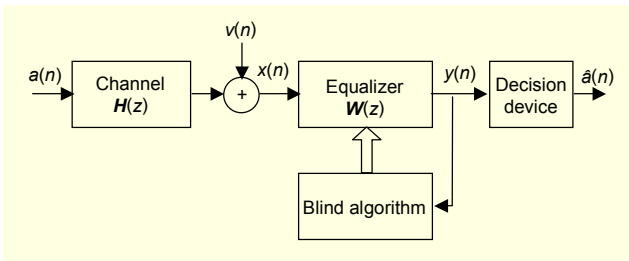 v(n)
a(n)
Channel
H(z)
+
x(n)
Equalizer
W(z)
y(n)
Decision
device
â(n)
Blind algorithm